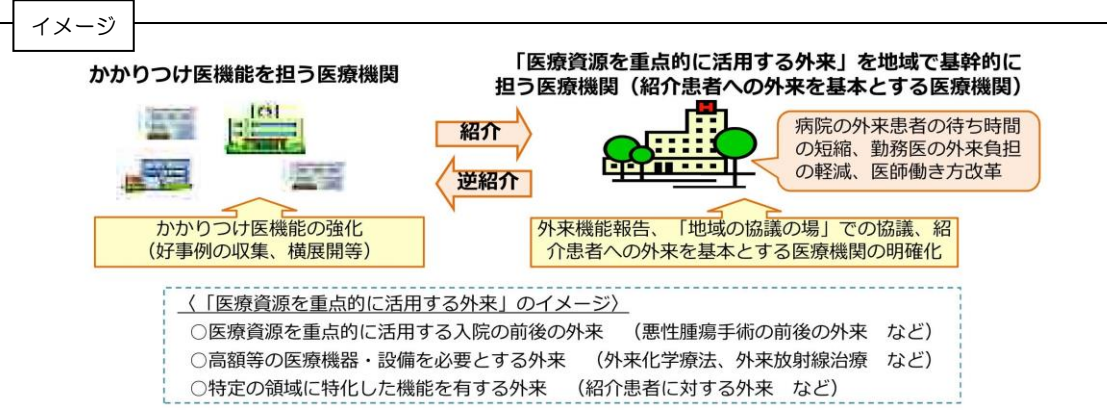 イメージ
かかりつけ医機能を担う医療機関
「医療資源を重点的に活用する外来」を地域で基幹的に
担う医療機関（紹介患者への外来を基本とする医療機関）
紹介
逆紹介
H
病院の外来患者の待ち時間
の短縮、勤務医の外来負担
の軽減、医師働き方改革
かかりつけ医機能の強化
（好事例の収集、横展開等）
外来機能報告、「地域の協議の場」での協議、紹
介患者への外来を基本とする医療機関の明確化
〈「医療資源を重点的に活用する外来」のイメージ〉
○医療資源を重点的に活用する入院の前後の外来　（悪性腫瘍手術の前後の外来　など）
○高額等の医療機器・設備を必要とする外来　（外来化学療法、外来放射線治療　など）
○特定の領域に特化した機能を有する外来　（紹介患者に対する外来　など）